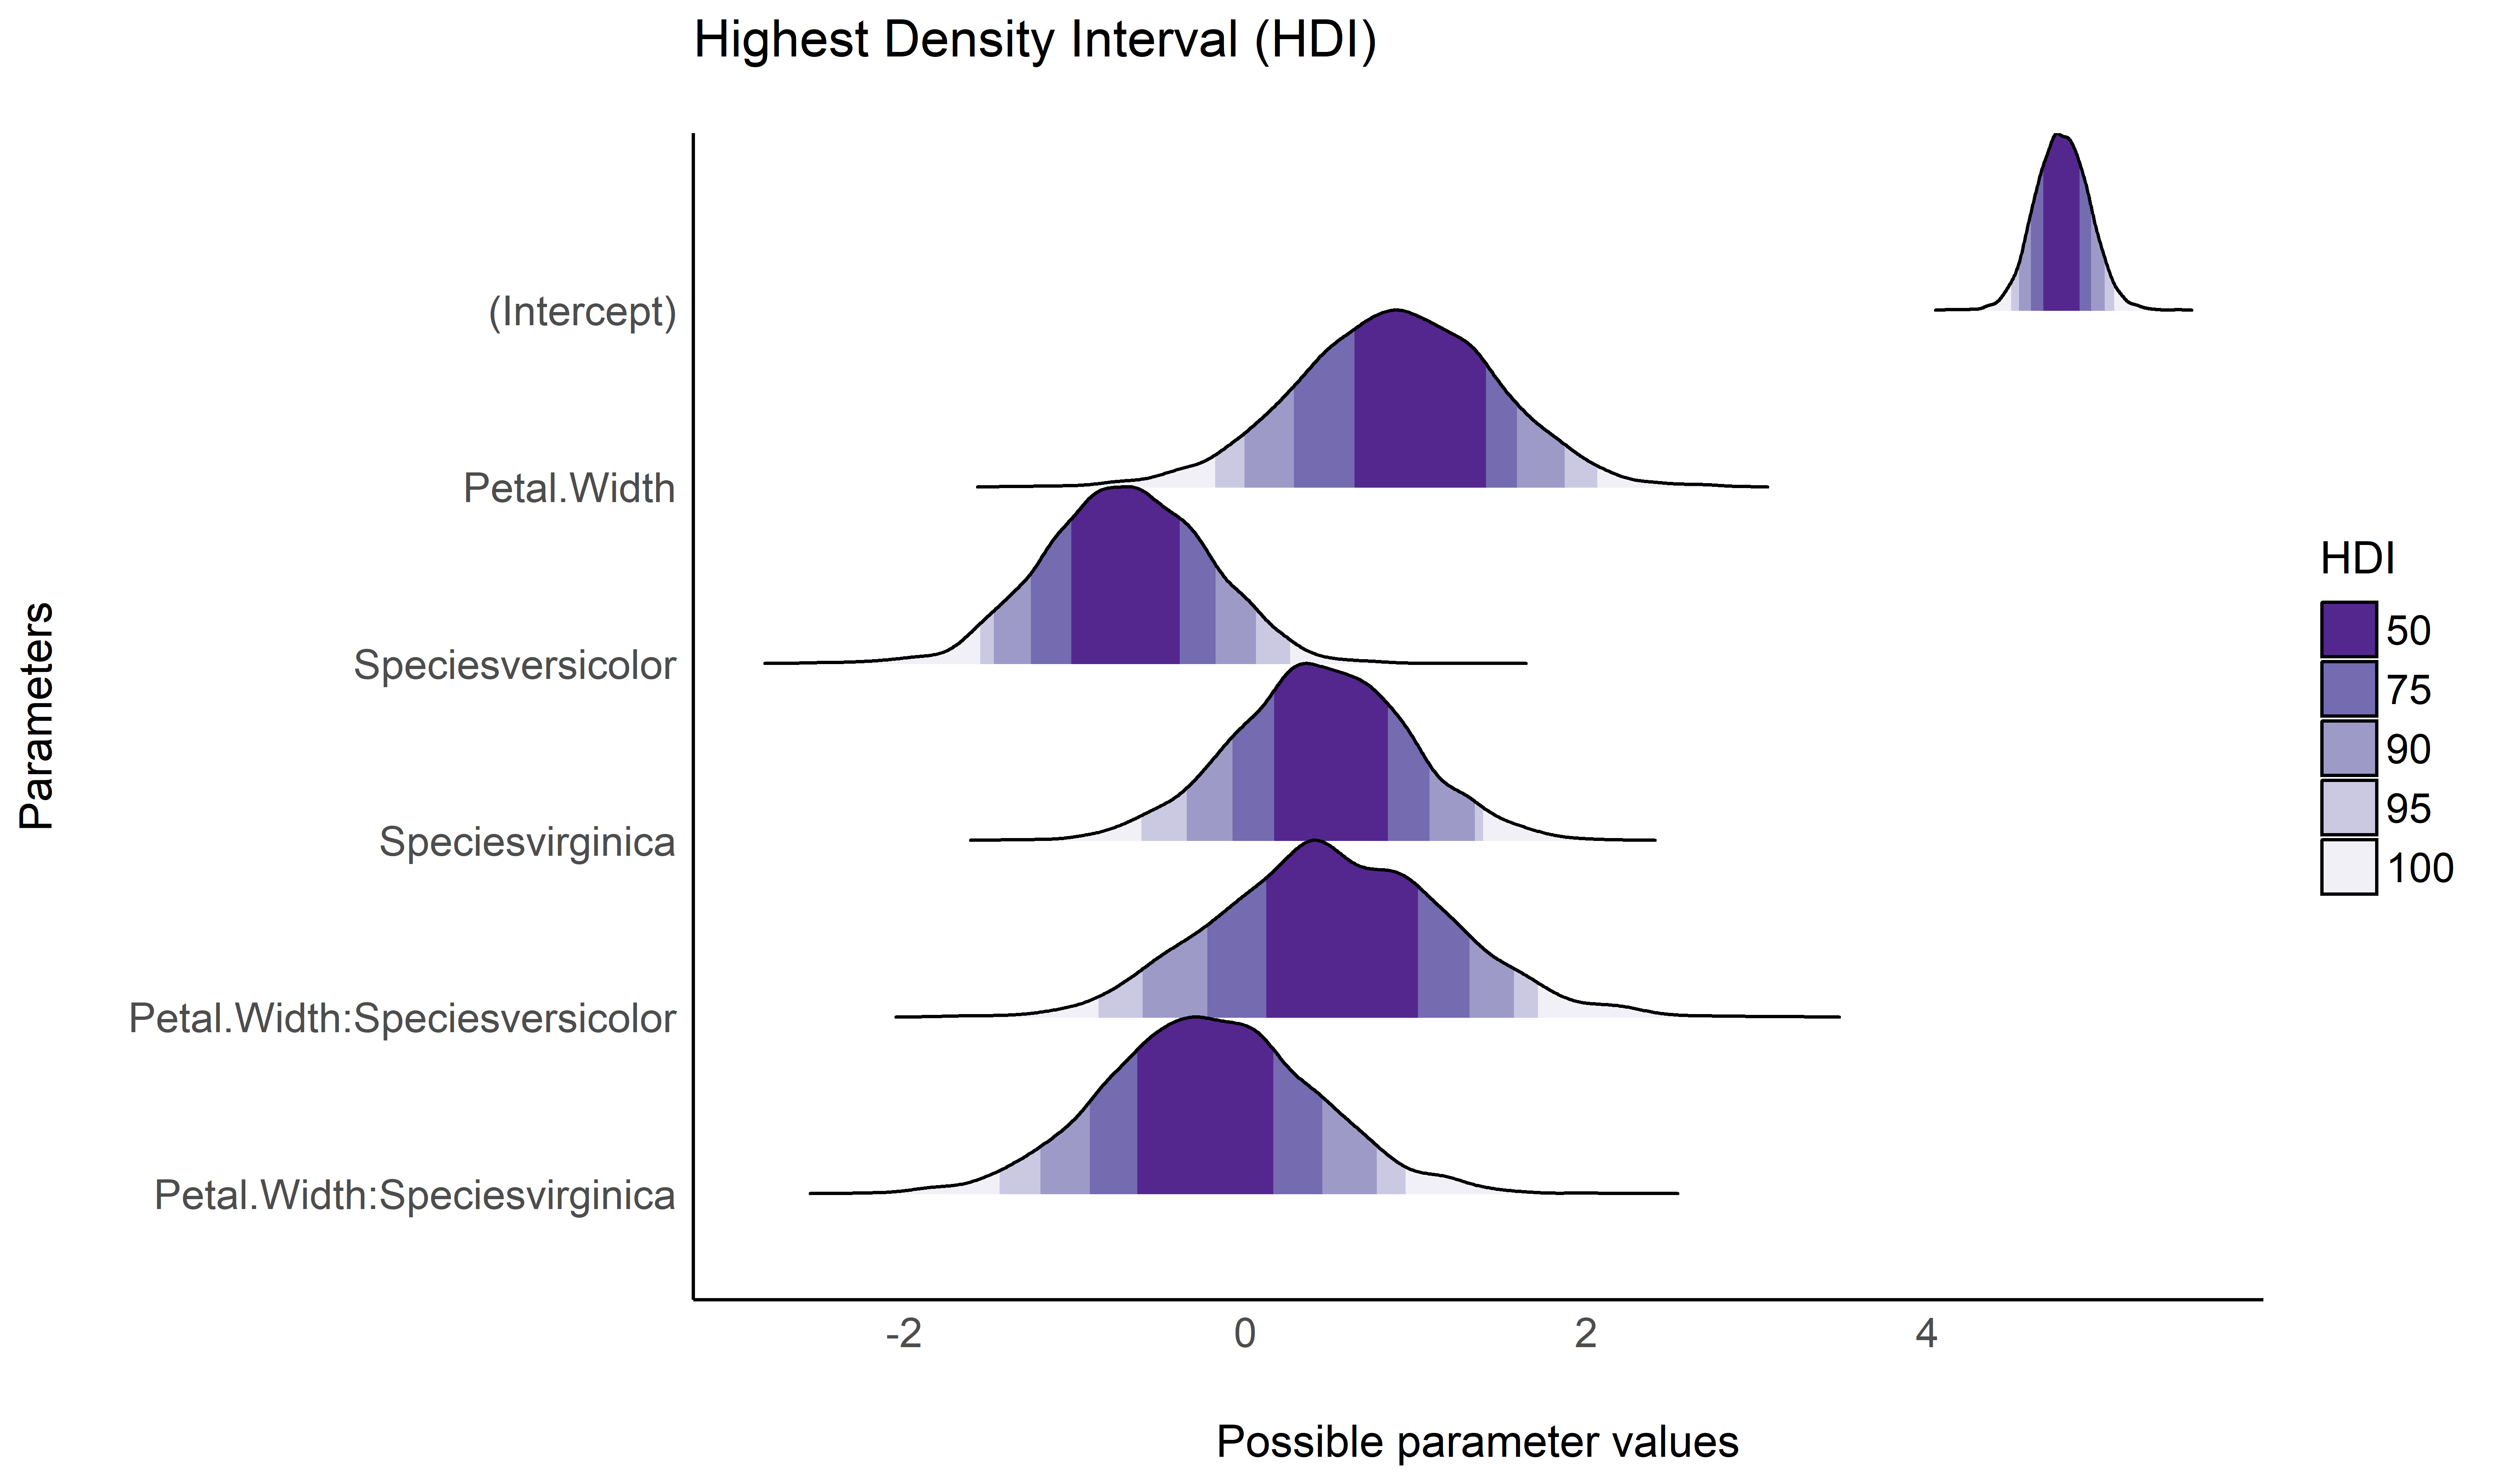 Highest Density Interval (HDI)
(Intercept)
Petal.Width
Speciesversicolor
Speciesvirginica
Petal.Width:Speciesversicolor
Petal.Width:Speciesvirginica
Parameters
-2 0 2 4
Possible parameter values
HDI
50
75
90
95
100